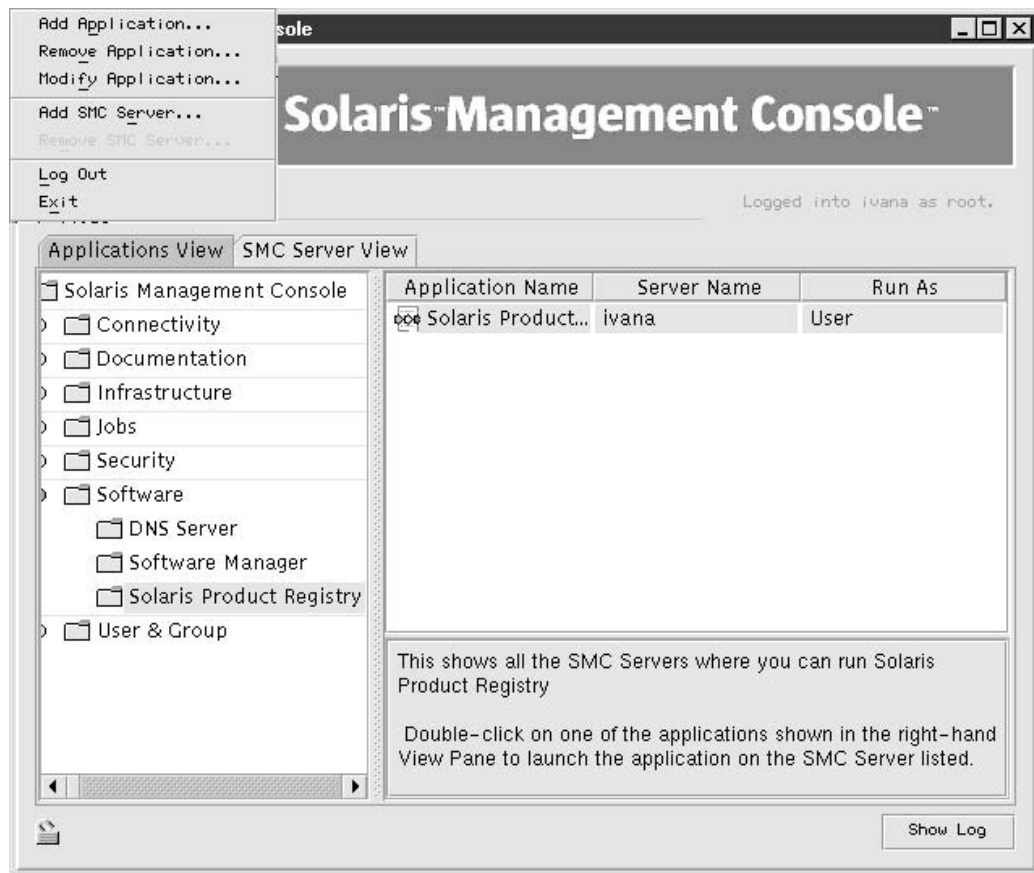 Add Application...
Remove Application...
Modify Application...
Add SMC Server...
Remove SMC Server...
Log Out
Exit
sole
Solaris™Management Console™
Logged into ivana as root.
Applications View
SMC Server View
Solaris Management Console
Connectivity
Documentation
Infrastructure
Jobs
Security
Software
DNS Server
Software Manager
Solaris Product Registry
User & Group
Application Name
Server Name
Run As
Solaris Product...
ivana
User
This shows all the SMC Servers where you can run Solaris
Product Registry
Double-click on one of the applications shown in the right-hand
View Pane to launch the application on the SMC Server listed.
Show Log